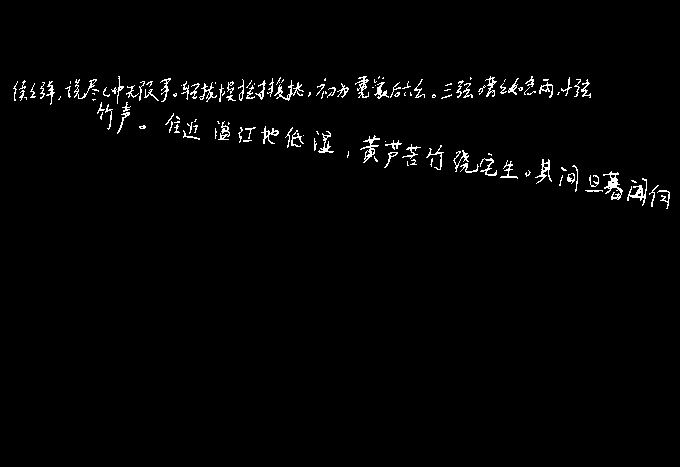 续续弹,说尽心中无限事。轻拢慢捻抹复挑,初为霓裳后六幺。大弦嘈嘈如急雨,小弦
竹声。住近湓江地低湿,黄芦苦竹绕宅生。其间旦暮闻何